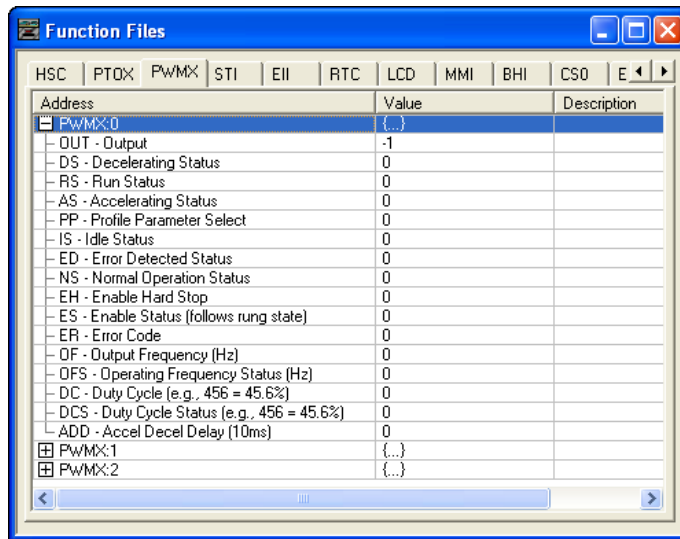 Function Files
HSC PTOX PWMX STI EII RTC LCD MMI BHI CS0 E
Address Value Description
PWMX:0 {...}
OUT - Output -1
DS - Decelerating Status 0
RS - Run Status 0
AS - Accelerating Status 0
PP - Profile Parameter Select 0
IS - Idle Status 0
ED - Error Detected Status 0
NS - Normal Operation Status 0
EH - Enable Hard Stop 0
ES - Enable Status (follows rung state) 0
ER - Error Code 0
OF - Output Frequency (Hz) 0
OFS - Operating Frequency Status (Hz) 0
DC - Duty Cycle (e.g., 456 = 45.6%) 0
DCS - Duty Cycle Status (e.g., 456 = 45.6%) 0
ADD - Accel Decel Delay (10ms) 0
PWMX:1 {...}
PWMX:2 {...}